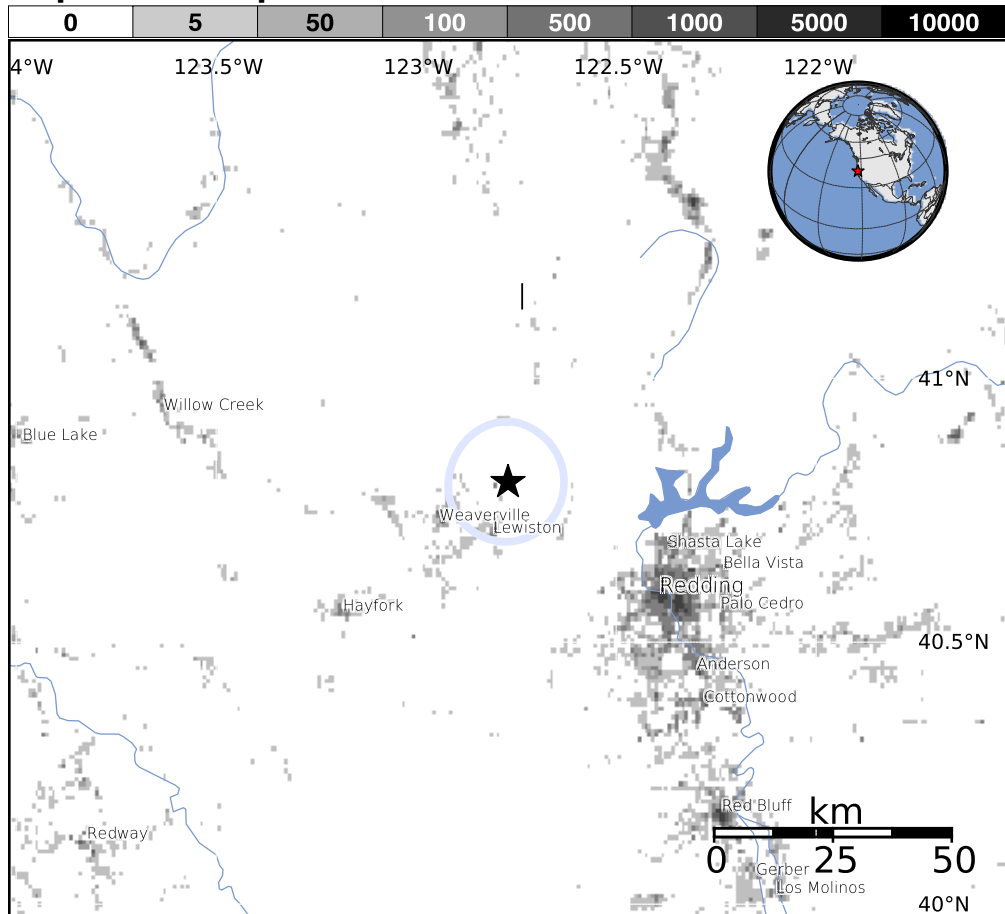 0 5 50 100 500 1000 5000 10000
4°W 123.5°W 123°W 122.5°W 122°W
41°N
Willow Creek
Blue Lake
Weaverville
Lewiston
Shasta Lake
Bella Vista
Redding
Palo Cedro
Hayfork
40.5°N
Anderson
Cottonwood
Red Bluff
km
Redway
0 25 50
Gerber
Los Molinos
40°N